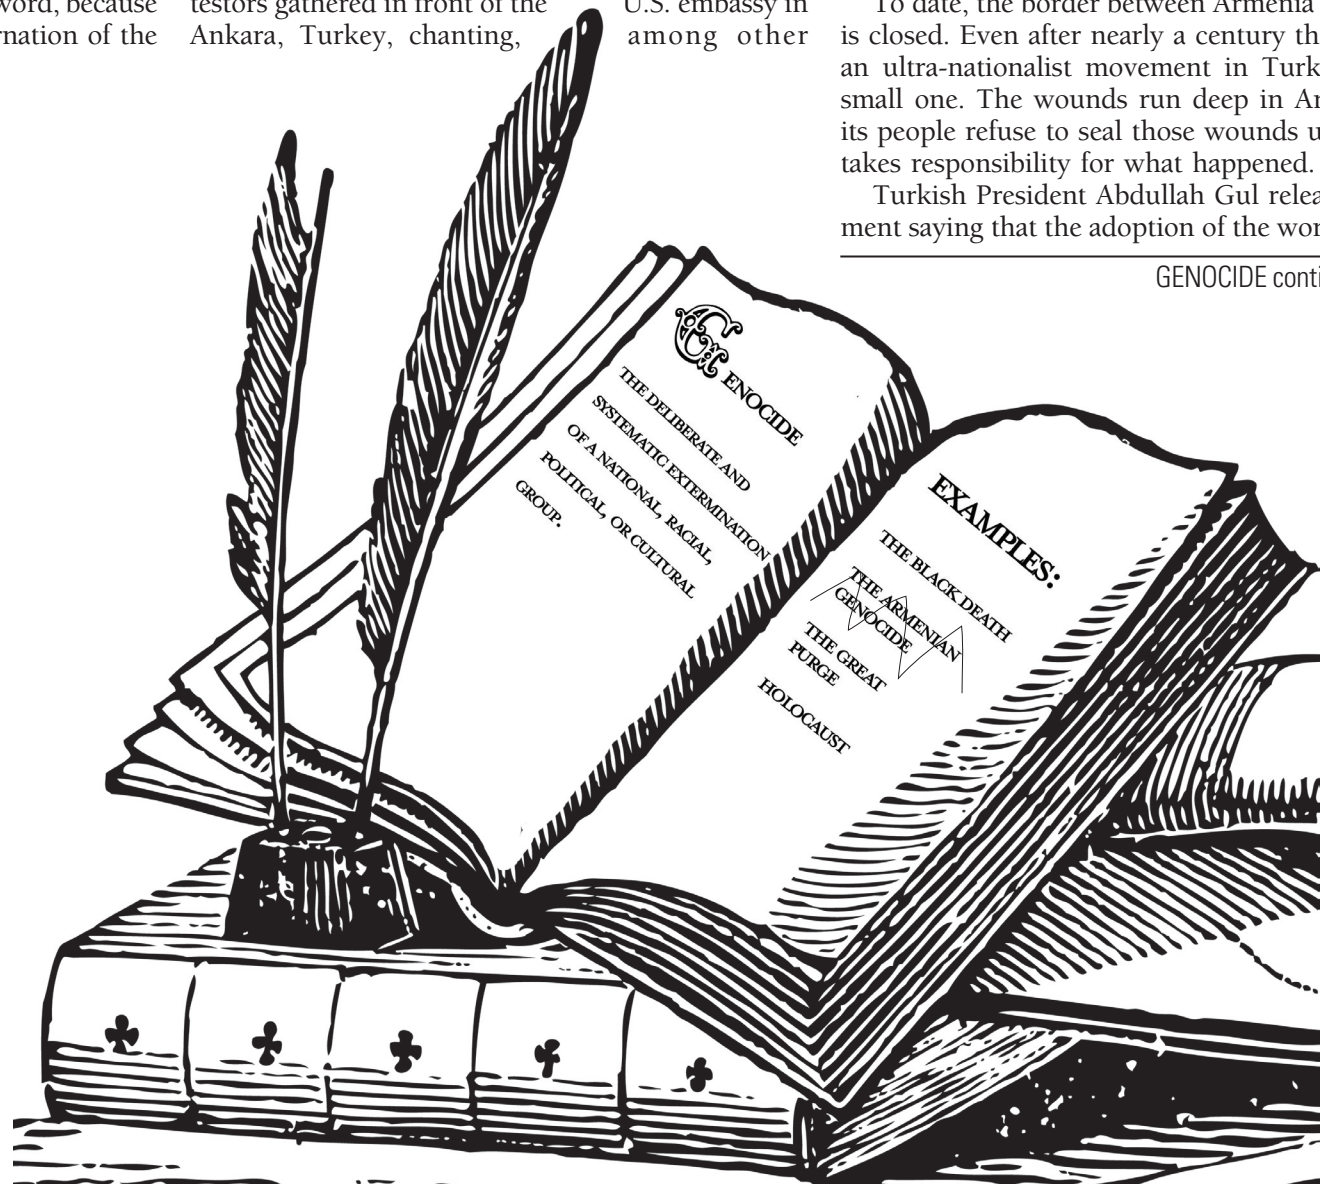 word, because
nation of the
testors gathered in front of the
Ankara, Turkey, chanting,
U.S. embassy in
among other
To date, the border between Armenia
is closed. Even after nearly a century th
an ultra-nationalist movement in Turk
small one. The wounds run deep in Ar
its people refuse to seal those wounds u
takes responsibility for what happened.
Turkish President Abdullah Gul relea
ment saying that the adoption of the wor
GENOCIDE conti
GENOCIDE
THE DELIBERATE AND
SYSTEMATIC EXTERMINATION
OF A NATIONAL, RACIAL,
POLITICAL, OR CULTURAL
GROUP.
EXAMPLES:
THE BLACK DEATH
THE ARMENIAN
GENOCIDE
THE GREAT
PURGE
HOLOCAUST